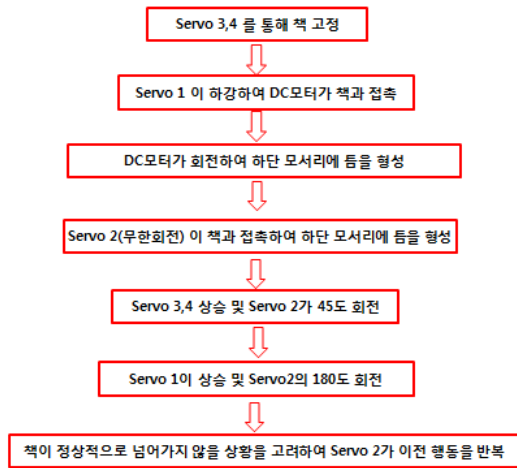 Servo 3,4 를 통해 책 고정
Servo 1 이 하강하여 DC모터가 책과 접촉
DC모터가 회전하여 하단 모서리에 틈을 형성
Servo 2(무한회전) 이 책과 접촉하여 하단 모서리에 틈을 형성
Servo 3,4 상승 및 Servo 2가 45도 회전
Servo 1이 상승 및 Servo2의 180도 회전
책이 정상적으로 넘어가지 않을 상황을 고려하여 Servo 2가 이전 행동을 반복